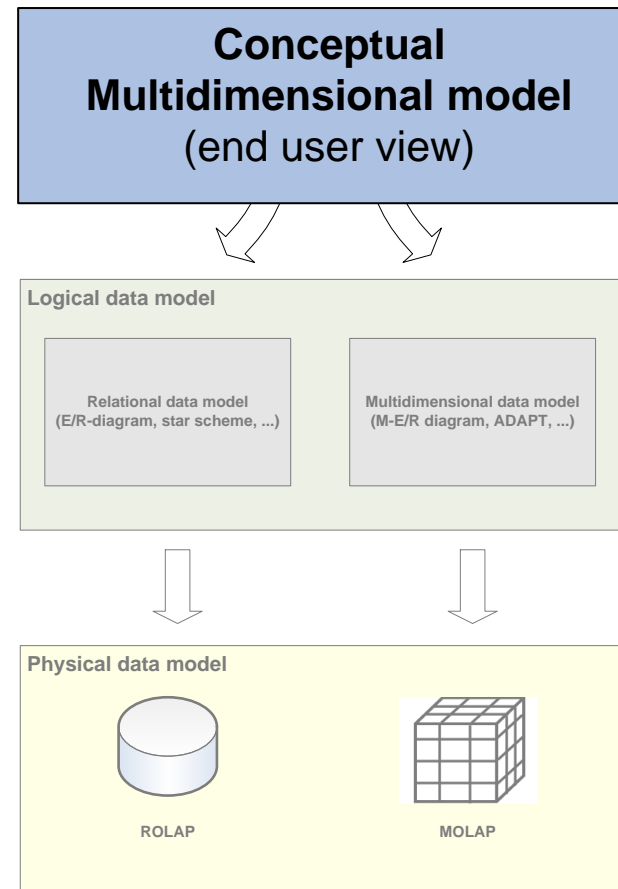 Conceptual
Multidimensional model
(end user view)
Logical data model
Relational data model
(E/R-diagram, star scheme, ...)
Multidimensional data model
(M-E/R diagram, ADAPT, ...)
Physical data model
ROLAP
MOLAP